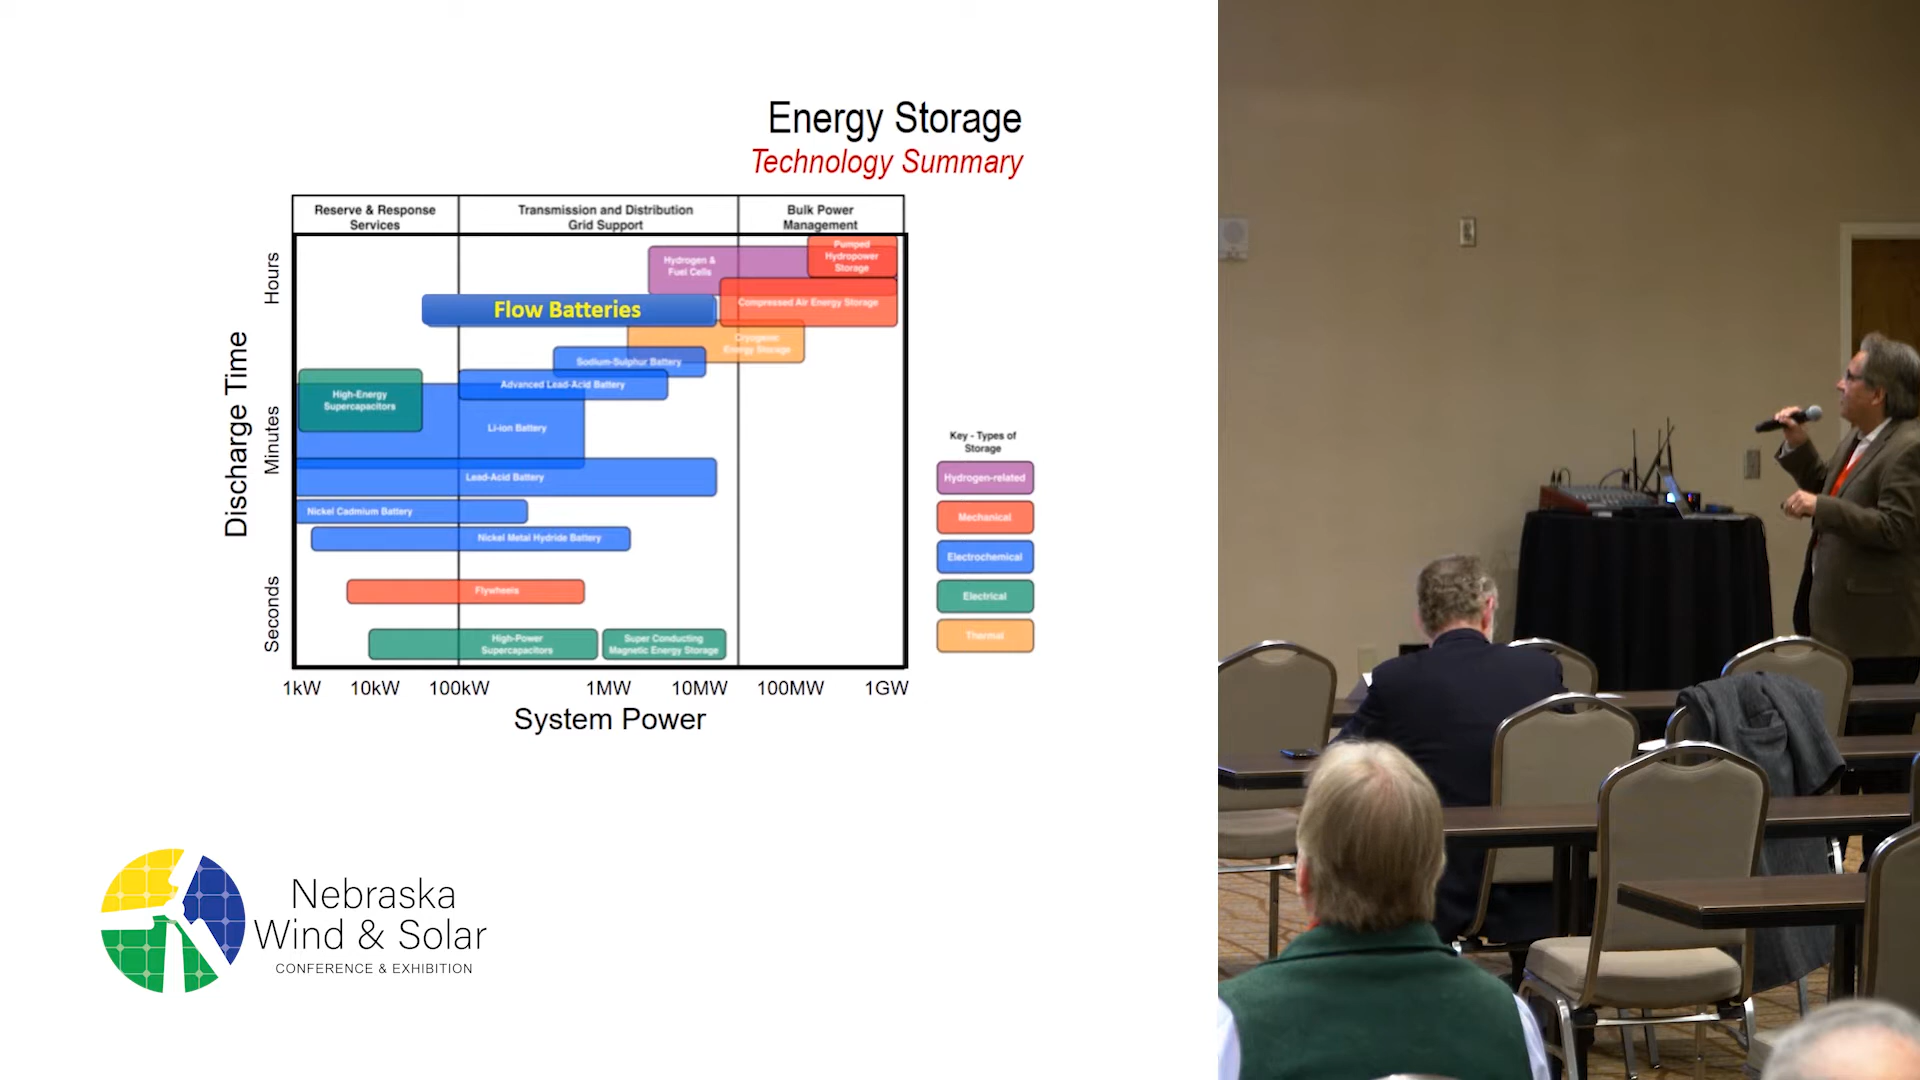 Energy Storage
Technology Summary
Reserve & Response
Services
Transmission and Distribution
Grid Support
Bulk Power
Management
Discharge Time
Hours
Minutes
Seconds
Pumped
Hydropower
Storage
Hydrogen &
Fuel Cells
Compressed Air Energy Storage
Flow Batteries
Cryogenic
Energy Storage
Sodium-Sulphur Battery
Advanced Lead-Acid Battery
High-Energy
Supercapacitors
Li-ion Battery
Lead-Acid Battery
Nickel Cadmium Battery
Nickel Metal Hydride Battery
Flywheels
High-Power
Supercapacitors
Super Conducting
Magnetic Energy Storage
1kW 10kW 100kW 1MW 10MW 100MW 1GW
System Power
Key - Types of
Storage
Hydrogen-related
Mechanical
Electrochemical
Electrical
Thermal
Nebraska
Wind & Solar
CONFERENCE & EXHIBITION